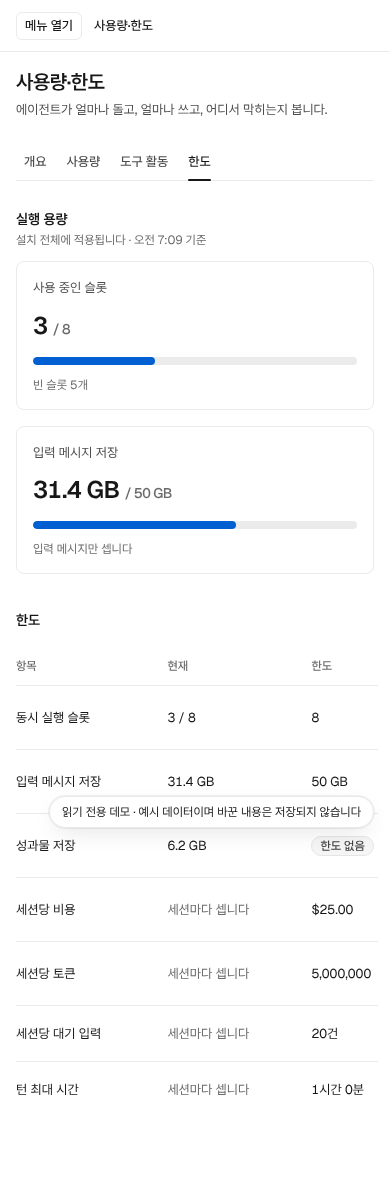 메뉴 열기 사용량·한도
사용량·한도
에이전트가 얼마나 돌고, 얼마나 쓰고, 어디서 막히는지 봅니다.
개요 사용량 도구 활동 한도
실행 용량
설치 전체에 적용됩니다 · 오전 7:09 기준
사용 중인 슬롯
3 / 8
빈 슬롯 5개
입력 메시지 저장
31.4 GB / 50 GB
입력 메시지만 셉니다
한도
항목 현재 한도
동시 실행 슬롯 3 / 8 8
입력 메시지 저장 31.4 GB 50 GB
읽기 전용 데모 · 예시 데이터이며 바꾼 내용은 저장되지 않습니다
성과물 저장 6.2 GB 한도 없음
세션당 비용 세션마다 셉니다 $25.00
세션당 토큰 세션마다 셉니다 5,000,000
세션당 대기 입력 세션마다 셉니다 20건
턴 최대 시간 세션마다 셉니다 1시간 0분